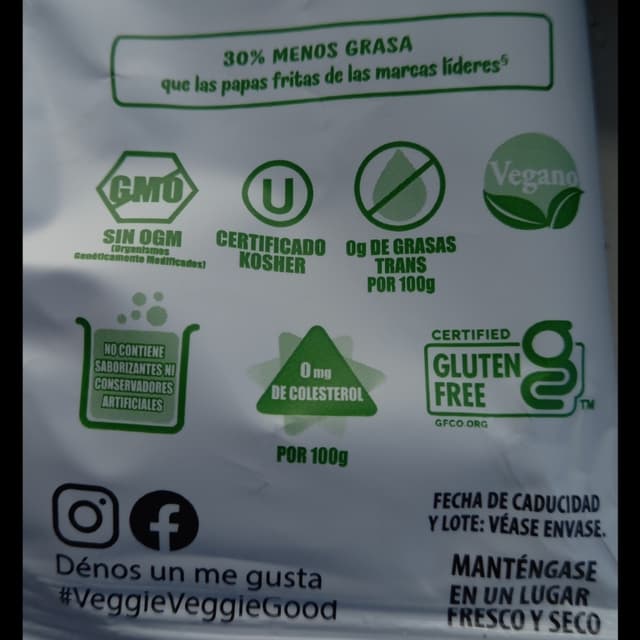 30% MENOS GRASA
que las papas fritas de las marcas líderes§
GMO
SIN OGM
(Organismos
Genéticamente Modificados)
U
CERTIFICADO
KOSHER
0g DE GRASAS
TRANS
POR 100g
Vegano
NO CONTIENE
SABORIZANTES NI
CONSERVADORES
ARTIFICIALES
0 mg
DE COLESTEROL
POR 100g
CERTIFIED
GLUTEN
FREE
g
TM
GFCO.ORG
Dénos un me gusta
#VeggieVeggieGood
FECHA DE CADUCIDAD
Y LOTE: VÉASE ENVASE.
MANTÉNGASE
EN UN LUGAR
FRESCO Y SECO